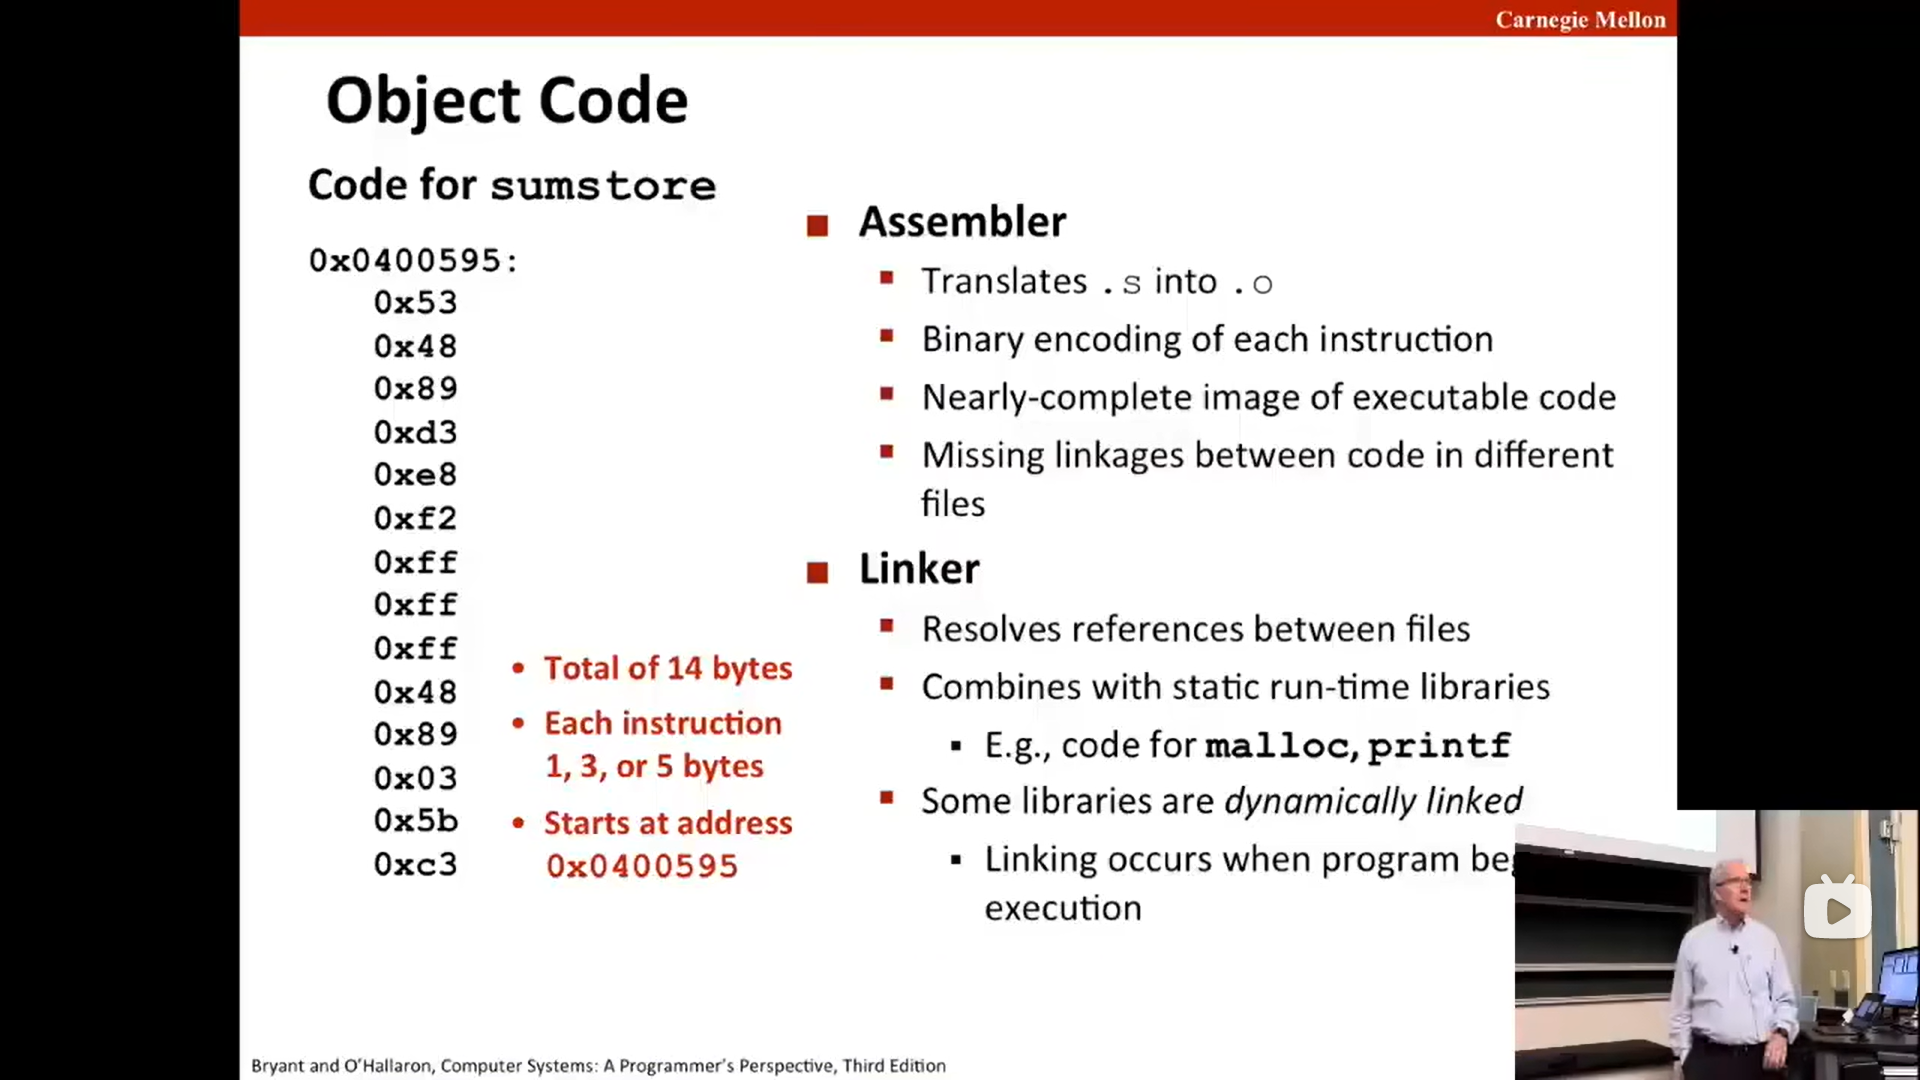 Carnegie Mellon
Object Code
Code for sumstore
0x0400595:
0x53
0x48
0x89
0xd3
0xe8
0xf2
0xff
0xff
0xff
0x48
0x89
0x03
0x5b
0xc3
• Total of 14 bytes
• Each instruction
1, 3, or 5 bytes
• Starts at address
0x0400595
■ Assembler
▪ Translates .s into .o
▪ Binary encoding of each instruction
▪ Nearly-complete image of executable code
▪ Missing linkages between code in different
files
■ Linker
▪ Resolves references between files
▪ Combines with static run-time libraries
▪ E.g., code for malloc, printf
▪ Some libraries are dynamically linked
▪ Linking occurs when program
execution
Bryant and O'Hallaron, Computer Systems: A Programmer's Perspective, Third Edition